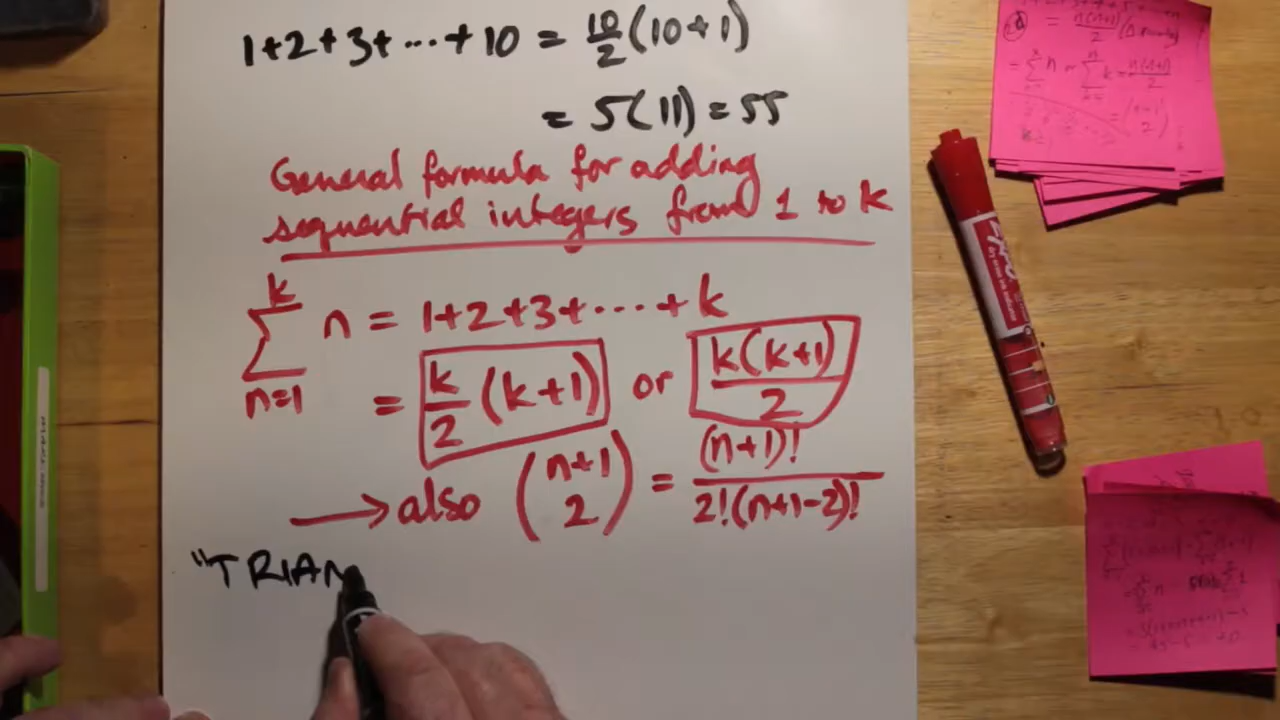 1+2+3+···+10 = 10/2 (10+1)
= 5(11) = 55
General formula for adding
sequential integers from 1 to k
k
∑ n = 1+2+3+····+k
n=1
= k/2 (k+1) or k(k+1)/2
→ also (n+1 2) = (n+1)!/2!(n+1-2)!
"TRIAN
EXPO